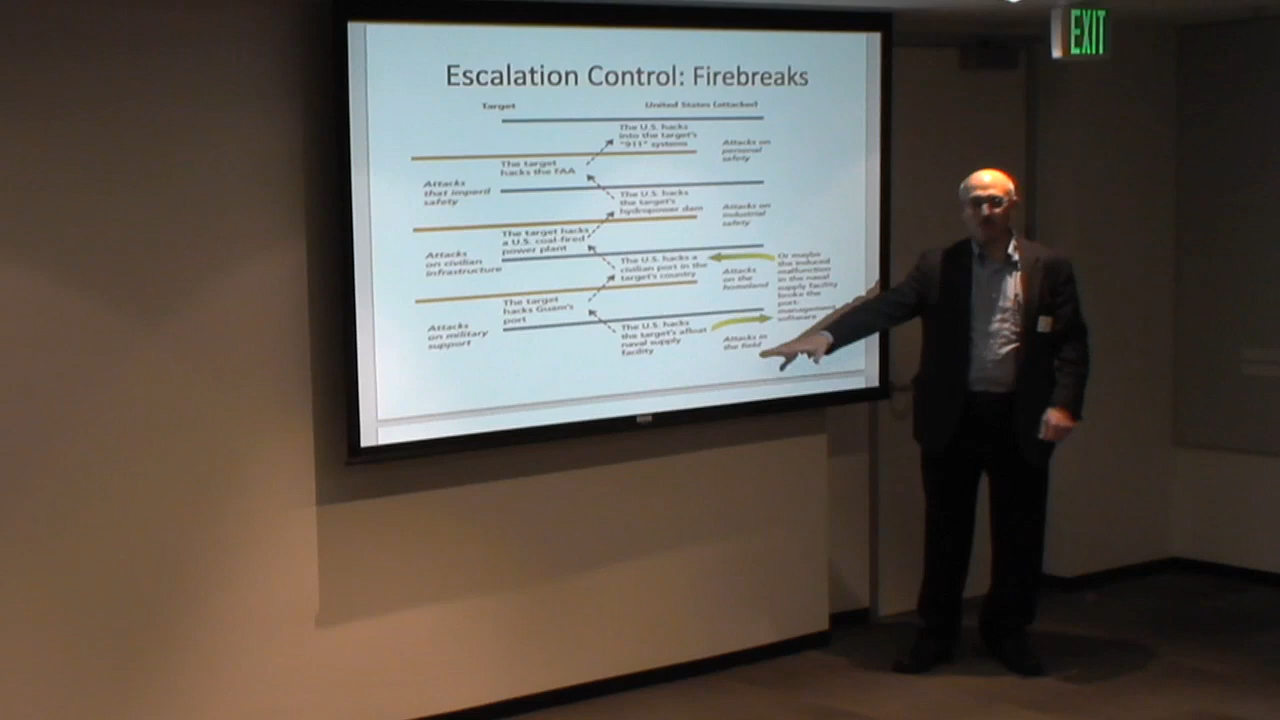 Escalation Control: Firebreaks
Target
United States (attacked)
The U.S. hacks
into the target's
"911" systems
Attacks on
personal
safety
The target
hacks the FAA
Attacks
that imperil
safety
The U.S. hacks
the target's
hydropower dam
Attacks on
industrial
safety
The target hacks
a U.S. coal-fired
power plant
Attacks
on civilian
infrastructure
The U.S. hacks a
civilian port in the
target's country
Attacks
on the
homeland
Or maybe
the induced
malfunction
in the naval
supply facility
broke the
port-
management
software
The target
hacks Guam's
port
Attacks
on military
support
The U.S. hacks
the target's afloat
naval supply
facility
Attacks in
the field
EXIT